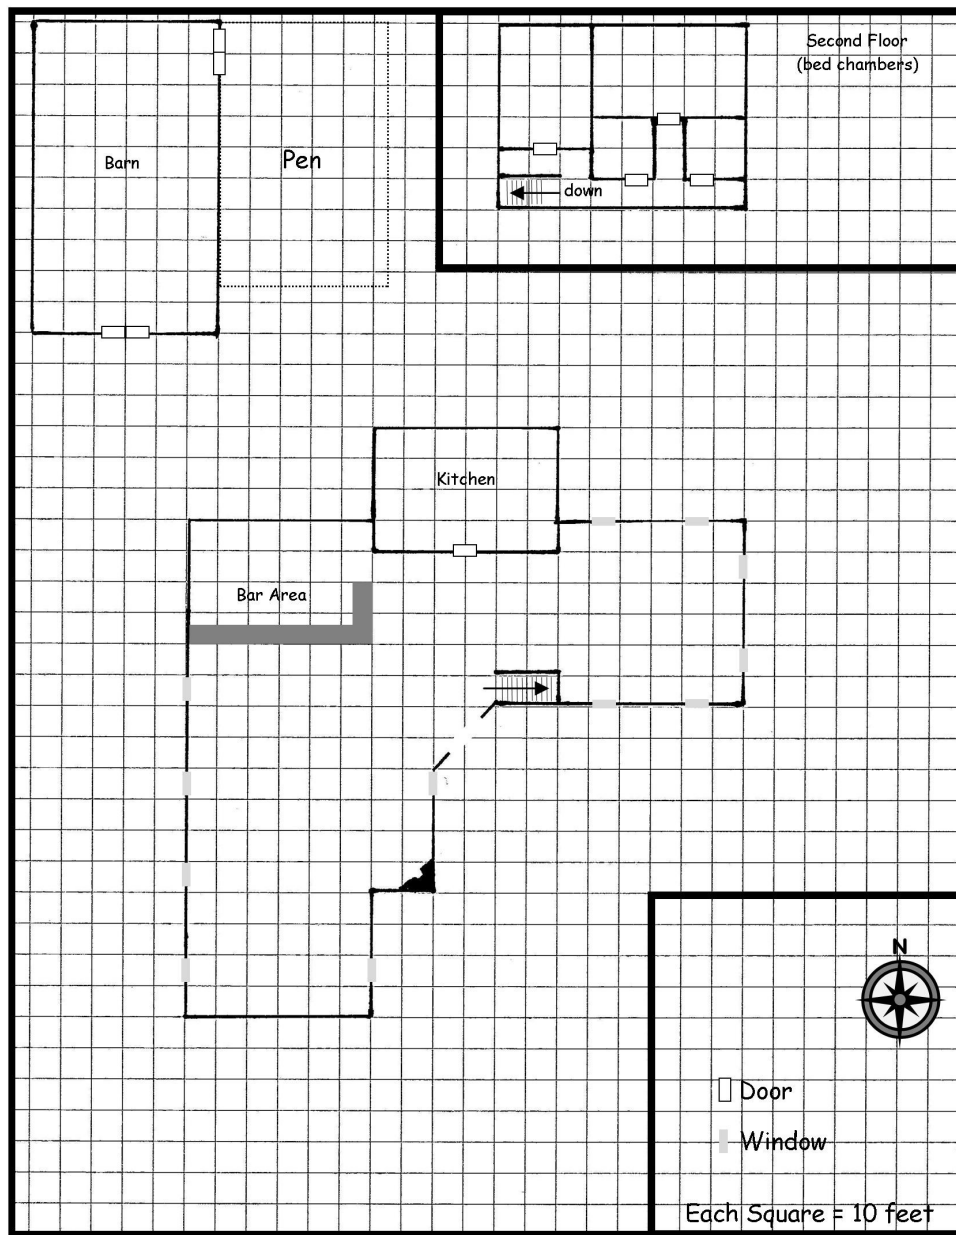 Second Floor
(bed chambers)
Barn
Pen
down
Kitchen
Bar Area
N
Door
Window
Each Square = 10 feet